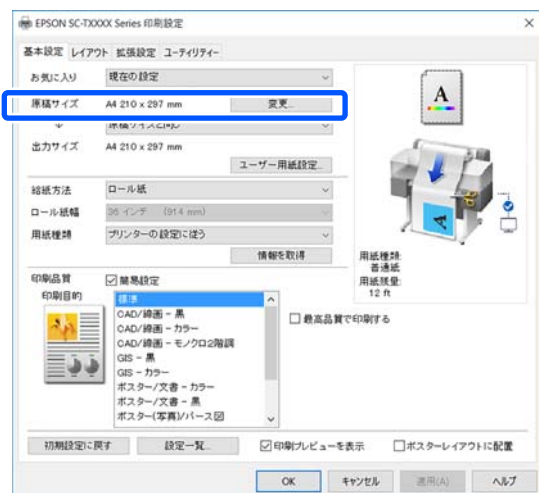 EPSON SC-TXXXX Series 印刷設定
基本設定 レイアウト 拡張設定 ユーティリティー
お気に入り 現在の設定
原稿サイズ A4 210 x 297 mm 変更...
原稿サイズと同じ
出力サイズ A4 210 x 297 mm
ユーザー用紙設定...
給紙方法 ロール紙
ロール紙幅 36 インチ (914 mm)
用紙種類 プリンターの設定に従う
情報を取得
用紙種類:
普通紙
用紙残量:
12 ft
印刷品質 簡易設定
印刷目的
標準
CAD/線画 - 黒
CAD/線画 - カラー
CAD/線画 - モノクロ2階調
GIS - 黒
GIS - カラー
ポスター/文書 - カラー
ポスター/文書 - 黒
ポスター(写真)/パース図
最高品質で印刷する
初期設定に戻す 設定一覧... 印刷プレビューを表示 ポスターレイアウトに配置
OK キャンセル 適用(A) ヘルプ
A
A